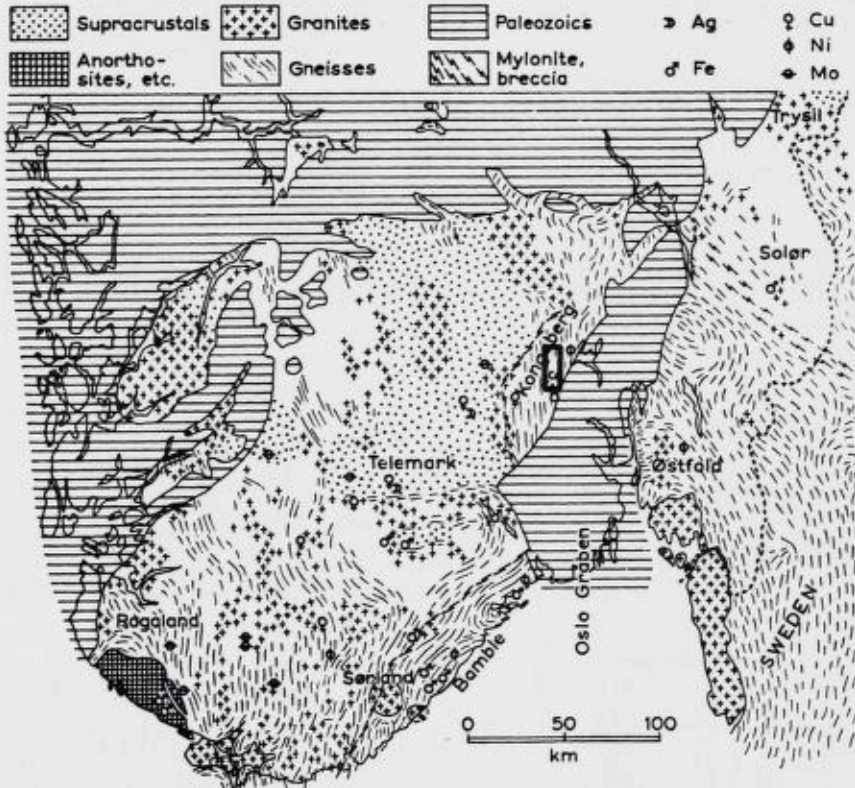 Supracrustals Granites Paleozoics Ag Cu
Ni
Anortho-
sites, etc. Gneisses Mylonite,
breccia Fe Mo
Trysil
Solør
Kongsberg
Telemark
Østfold
Oslo Graben
Rogaland
SWEDEN
Sørland
Bamble
0 50 100
km